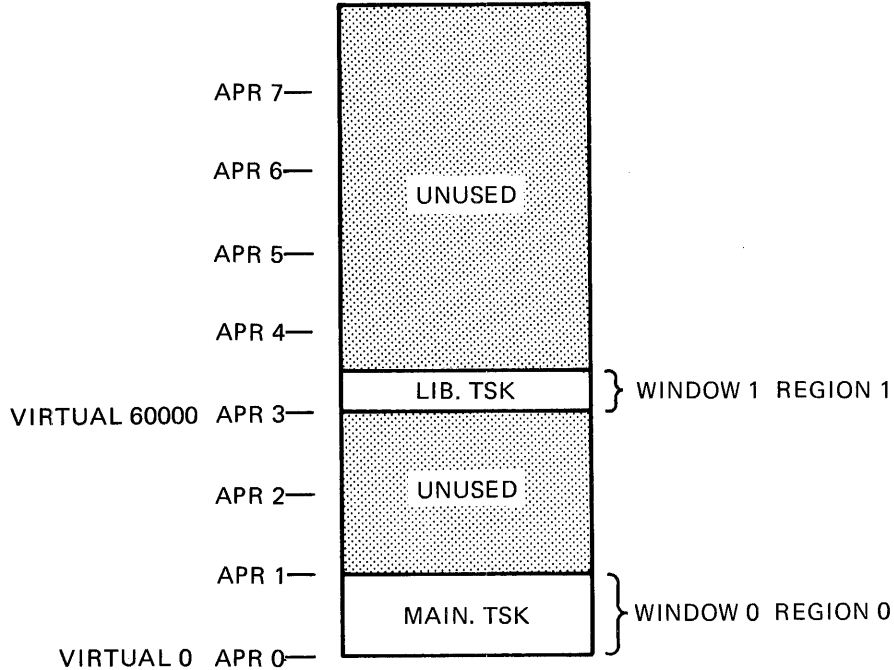 APR 7
APR 6
UNUSED
APR 5
APR 4
LIB. TSK WINDOW 1 REGION 1
VIRTUAL 60000 APR 3
APR 2 UNUSED
APR 1
MAIN. TSK WINDOW 0 REGION 0
VIRTUAL 0 APR 0